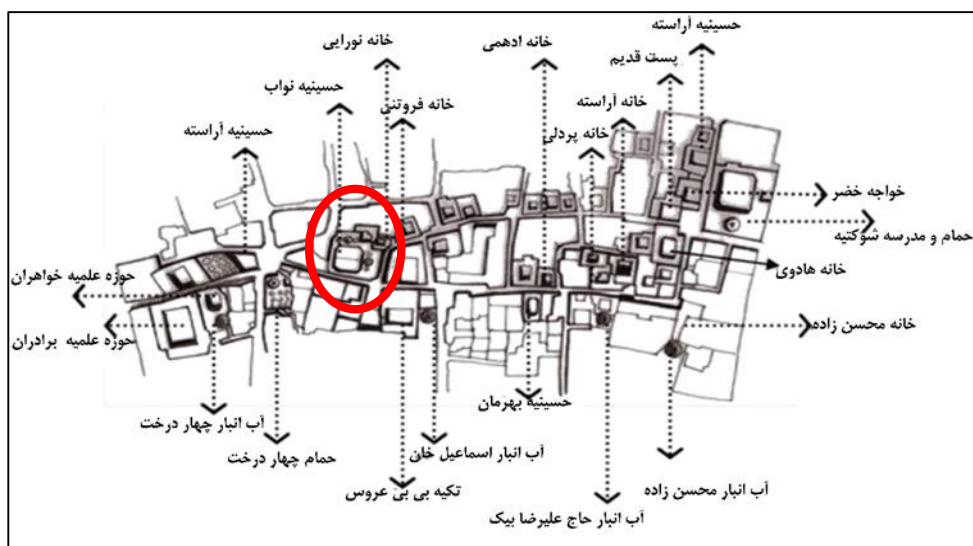 حسینیه آراسته
خانه نورایی
خانه ادهمی
پست قدیم
حسینیه نواب
خانه فروتنی
خانه آراسته
حسینیه آراسته
خانه پردلی
خواجه خضر
حمام و مدرسه شوکتیه
حوزه علمیه خواهران
خانه هادوی
حوزه علمیه برادران
خانه محسن زاده
حسینیه بهرمان
آب انبار چهار درخت
حمام چهار درخت
آب انبار اسماعیل خان
تکیه بی بی عروس
آب انبار محسن زاده
آب انبار حاج علیرضا بیک